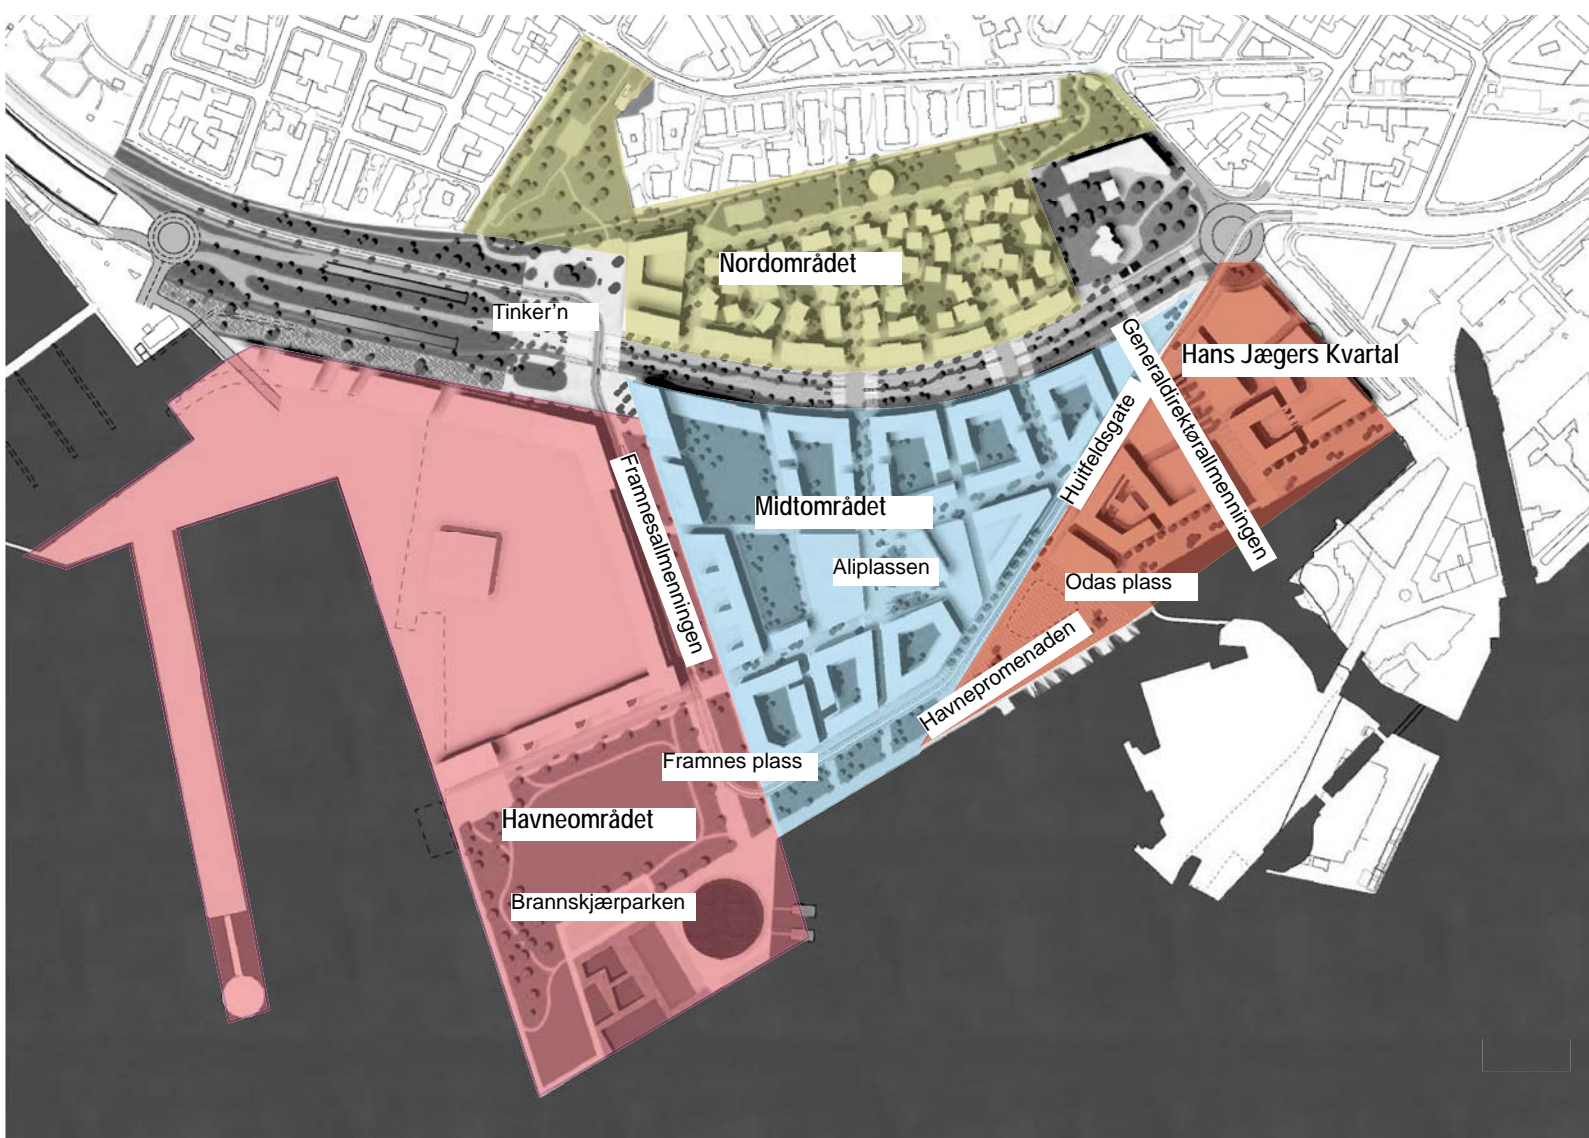 Nordområdet
Tinker’n
Generaldirektørallmenningen
Hans Jægers Kvartal
Huitfeldsgate
Framnesallmenningen
Midtområdet
Aliplassen
Odas plass
Havnepromenaden
Framnes plass
Havneområdet
Brannskjærparken